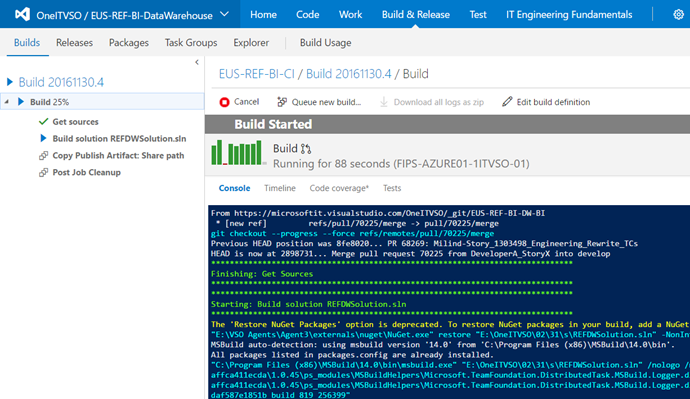 OneITVSO / EUS-REF-BI-DataWarehouse
Home Code Work Build & Release Test IT Engineering Fundamentals
Builds Releases Packages Task Groups Explorer Build Usage
Build 20161130.4
Build 25%
Get sources
Build solution REFDWSolution.sln
Copy Publish Artifact: Share path
Post Job Cleanup
EUS-REF-BI-CI / Build 20161130.4 / Build
Cancel Queue new build... Download all logs as zip Edit build definition
Build Started
Build
Running for 88 seconds (FIPS-AZURE01-1ITVSO-01)
Console Timeline Code coverage* Tests
From https://microsoftit.visualstudio.com/OneITVSO/_git/EUS-REF-BI-DW-BI
* [new ref] refs/pull/70225/merge -> pull/70225/merge
git checkout --progress --force refs/remotes/pull/70225/merge
Previous HEAD position was 8fe8020... PR 68269: Milind-Story_1303498_Engineering_Rewrite_TCs
HEAD is now at 2898731... Merge pull request 70225 from DeveloperA_StoryX into develop
******************************************************************************
Finishing: Get Sources
******************************************************************************
******************************************************************************
Starting: Build solution REFDWSolution.sln
******************************************************************************
The 'Restore NuGet Packages' option is deprecated. To restore NuGet packages in your build, add a NuGe
"E:\VSO Agents\Agent3\externals\nuget\NuGet.exe" restore "E:\OneITVSO\02\31\s\REFDWSolution.sln" -NonIn
MSBuild auto-detection: using msbuild version '14.0' from 'C:\Program Files (x86)\MSBuild\14.0\bin'.
All packages listed in packages.config are already installed.
"C:\Program Files (x86)\MSBuild\14.0\bin\msbuild.exe" "E:\OneITVSO\02\31\s\REFDWSolution.sln" /nologo /
affca411ecda\1.0.45\ps_modules\MSBuildHelpers\Microsoft.TeamFoundation.DistributedTask.MSBuild.Logger.d
affca411ecda\1.0.45\ps_modules\MSBuildHelpers\Microsoft.TeamFoundation.DistributedTask.MSBuild.Logger.d
daf587e1851b build 819 256399"